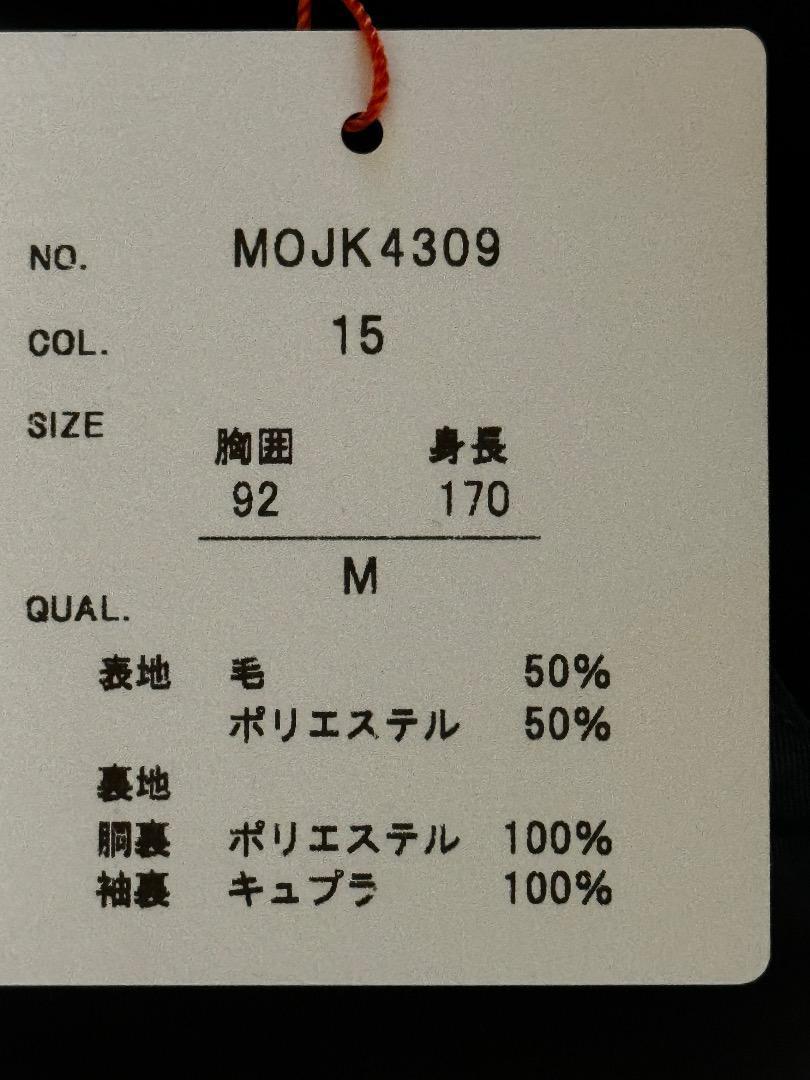 NO. MOJK4309
COL. 15
SIZE
胸囲 身長
92 170
M
QUAL.
表地 毛 50%
ポリエステル 50%
裏地
胴裏 ポリエステル 100%
袖裏 キュプラ 100%